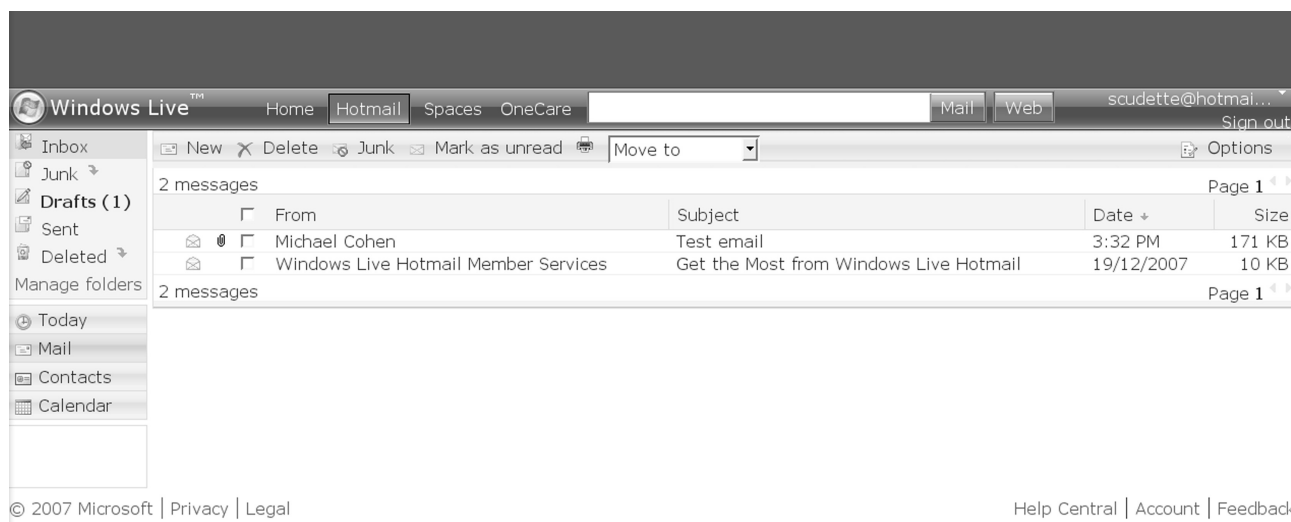 Windows Live™ Home Hotmail Spaces OneCare Mail Web scudette@hotmai...
Sign out
Inbox
Junk
Drafts (1)
Sent
Deleted
Manage folders
Today
Mail
Contacts
Calendar
New Delete Junk Mark as unread Move to Options
2 messages Page 1
From Subject Date Size
Michael Cohen Test email 3:32 PM 171 KB
Windows Live Hotmail Member Services Get the Most from Windows Live Hotmail 19/12/2007 10 KB
2 messages Page 1
© 2007 Microsoft | Privacy | Legal Help Central | Account | Feedback